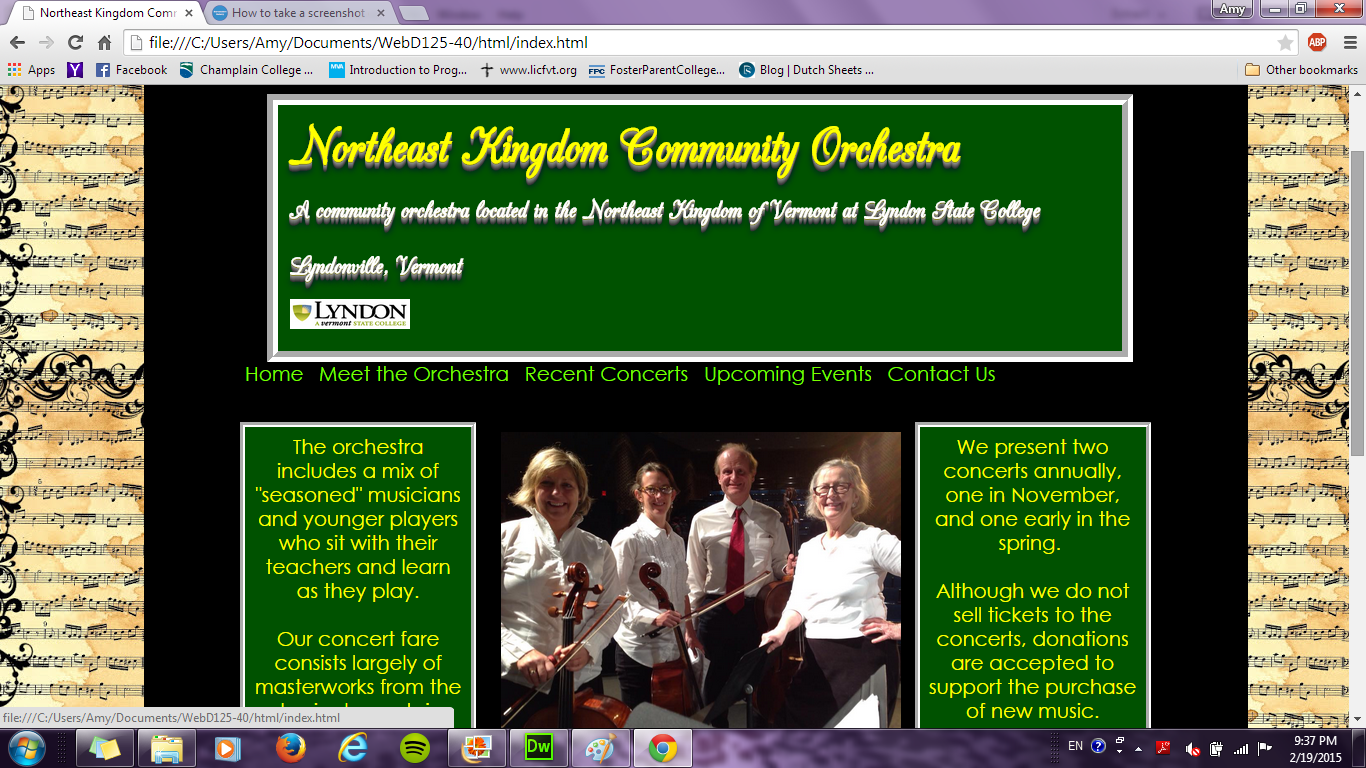 Northeast Kingdom Com
How to take a screenshot
Amy
file:///C:/Users/Amy/Documents/WebD125-40/html/index.html
ABP
Apps
Facebook
Champlain College ...
MVA
Introduction to Prog...
www.licfvt.org
FPC
FosterParentCollege...
Blog | Dutch Sheets ...
Other bookmarks
Northeast Kingdom Community Orchestra
A community orchestra located in the Northeast Kingdom of Vermont at Lyndon State College
Lyndonville, Vermont
LYNDON
A vermont STATE COLLEGE
Home Meet the Orchestra Recent Concerts Upcoming Events Contact Us
The orchestra
includes a mix of
"seasoned" musicians
and younger players
who sit with their
teachers and learn
as they play.
Our concert fare
consists largely of
masterworks from the
We present two
concerts annually,
one in November,
and one early in the
spring.
Although we do not
sell tickets to the
concerts, donations
are accepted to
support the purchase
of new music.
file:///C:/Users/Amy/Documents/WebD125-40/html/index.html
Dw
EN
9:37 PM
2/19/2015